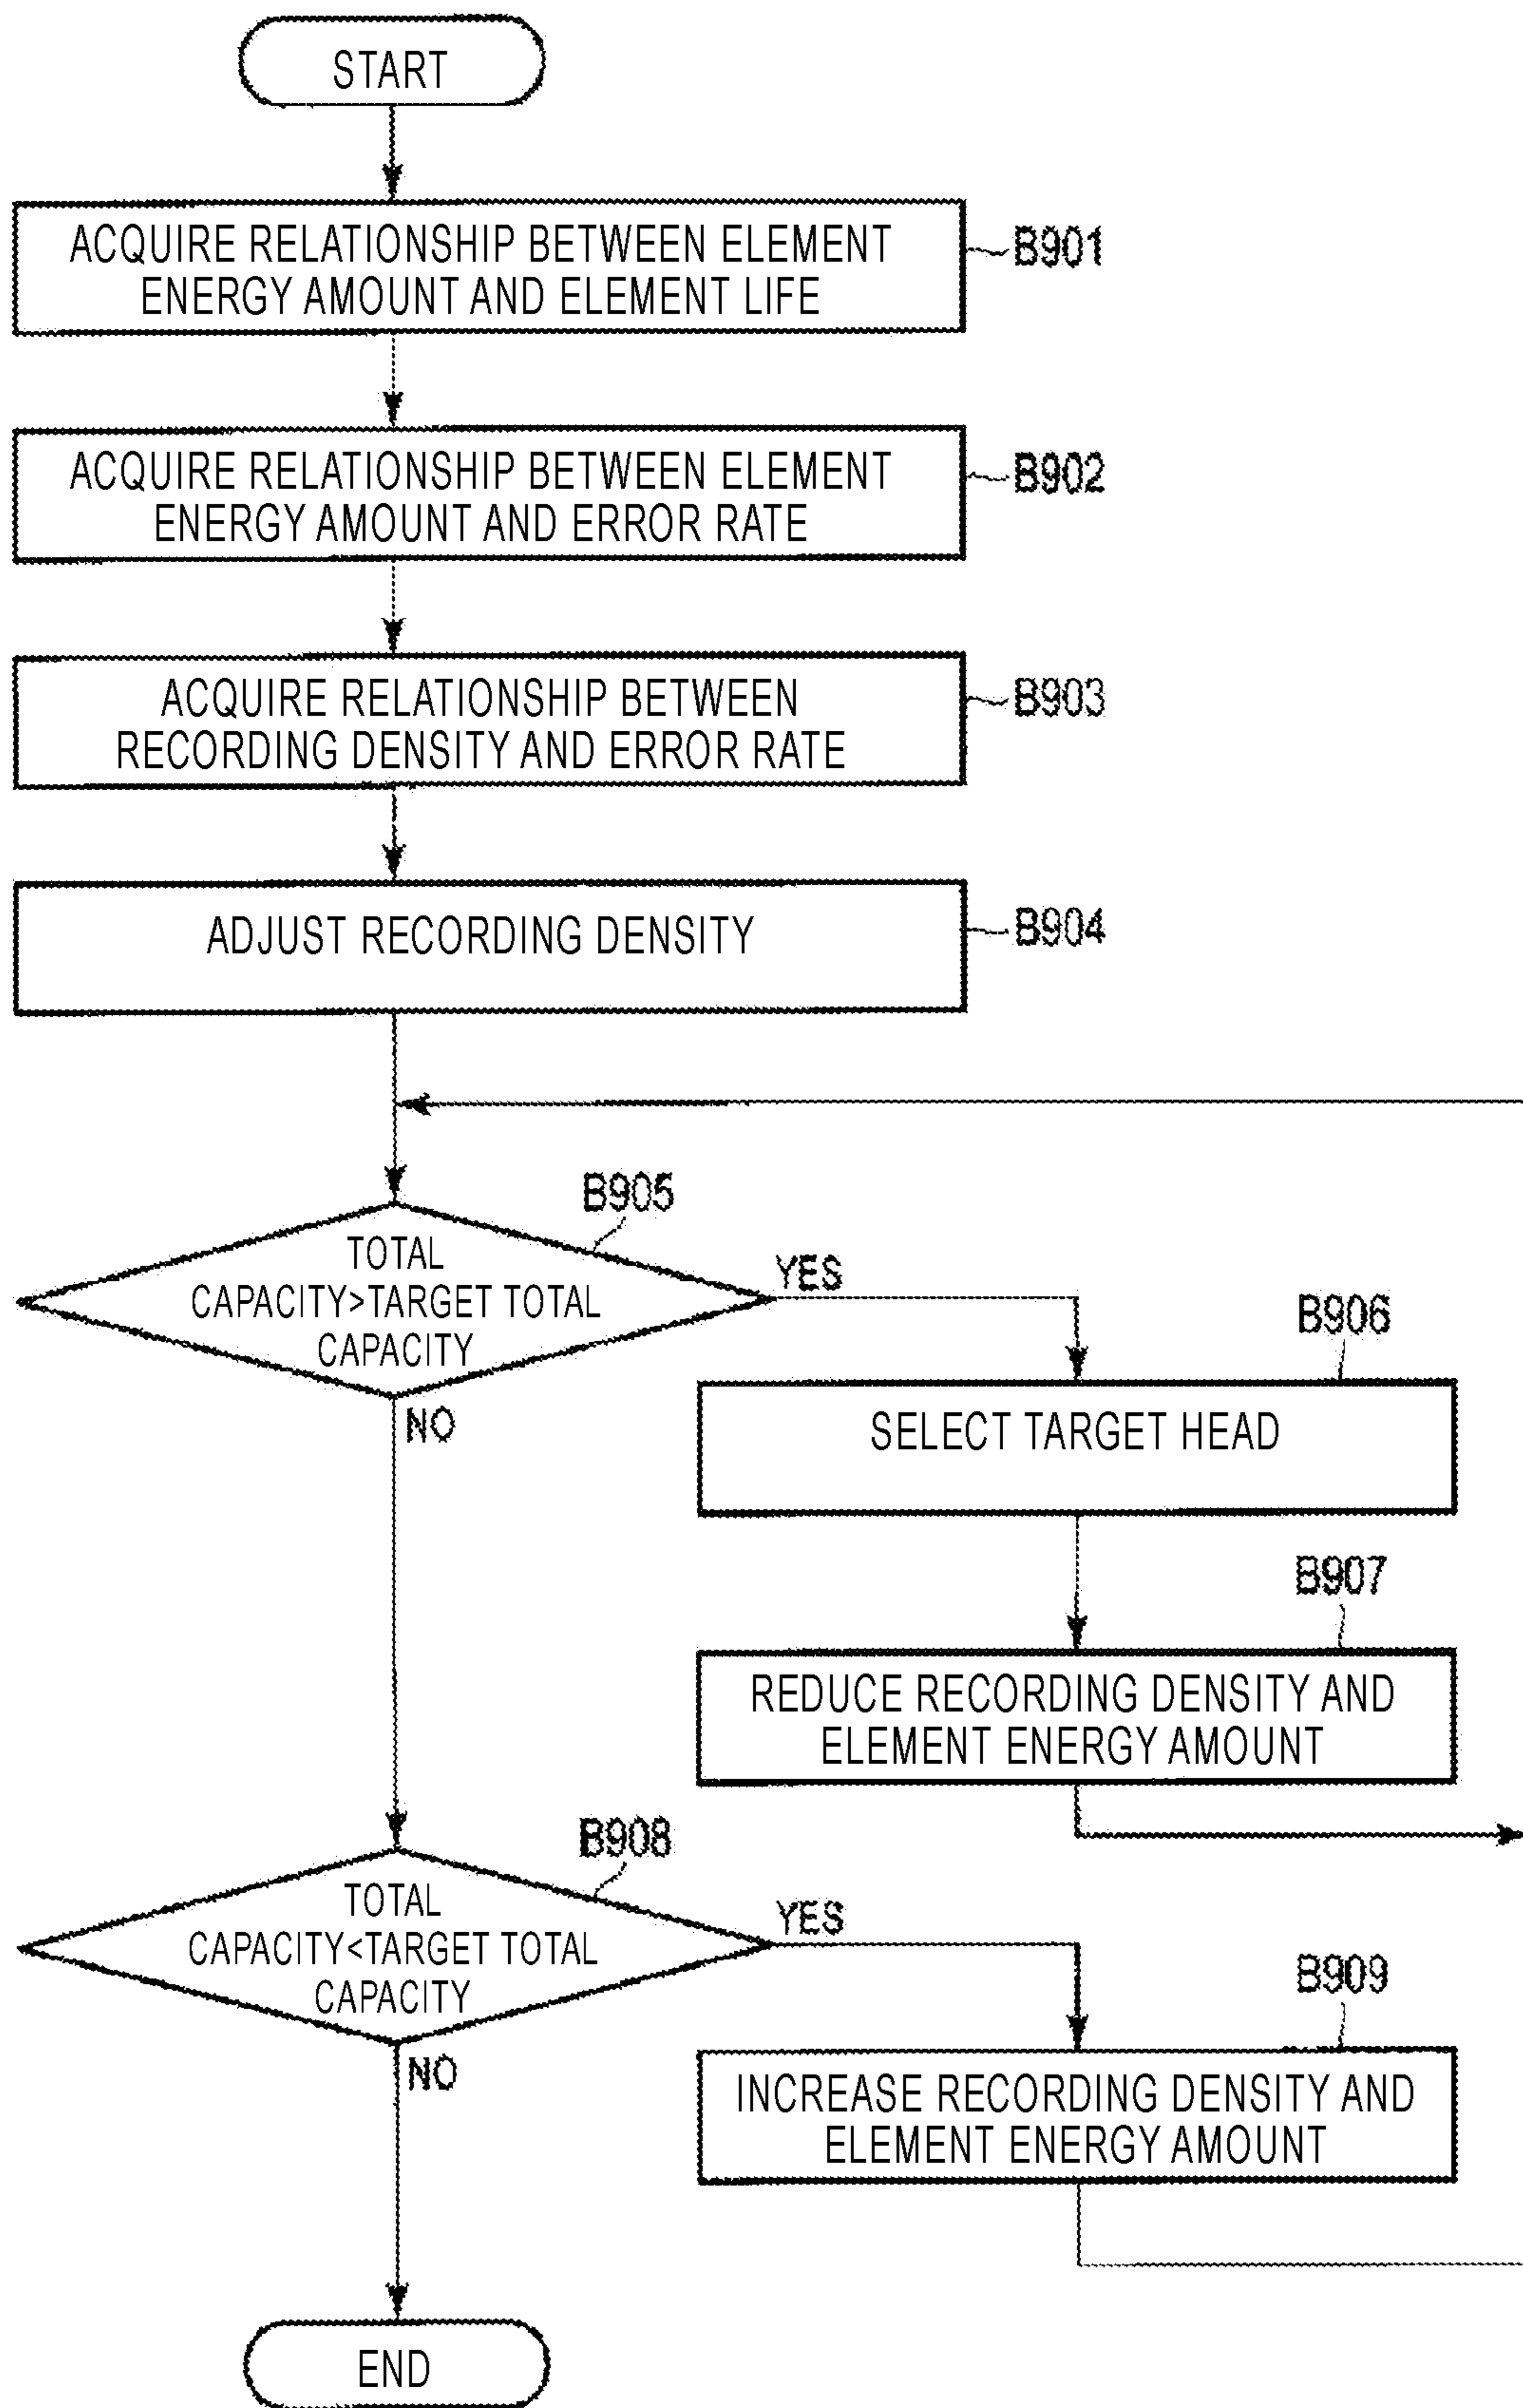 START
ACQUIRE RELATIONSHIP BETWEEN ELEMENT
ENERGY AMOUNT AND ELEMENT LIFE
B901
ACQUIRE RELATIONSHIP BETWEEN ELEMENT
ENERGY AMOUNT AND ERROR RATE
B902
ACQUIRE RELATIONSHIP BETWEEN
RECORDING DENSITY AND ERROR RATE
B903
ADJUST RECORDING DENSITY
B904
B905
TOTAL
CAPACITY>TARGET TOTAL
CAPACITY
YES
NO
B906
SELECT TARGET HEAD
B907
REDUCE RECORDING DENSITY AND
ELEMENT ENERGY AMOUNT
B908
TOTAL
CAPACITY<TARGET TOTAL
CAPACITY
YES
NO
B909
INCREASE RECORDING DENSITY AND
ELEMENT ENERGY AMOUNT
END